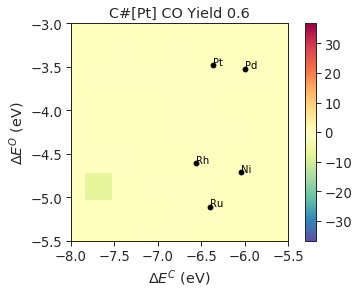 C#[Pt] CO Yield 0.6
−3.0
−3.5
−4.0
−4.5
−5.0
−5.5
ΔE^O (eV)
Pt
Pd
Rh
Ni
Ru
−8.0 −7.5 −7.0 −6.5 −6.0 −5.5
ΔE^C (eV)
30
20
10
0
−10
−20
−30